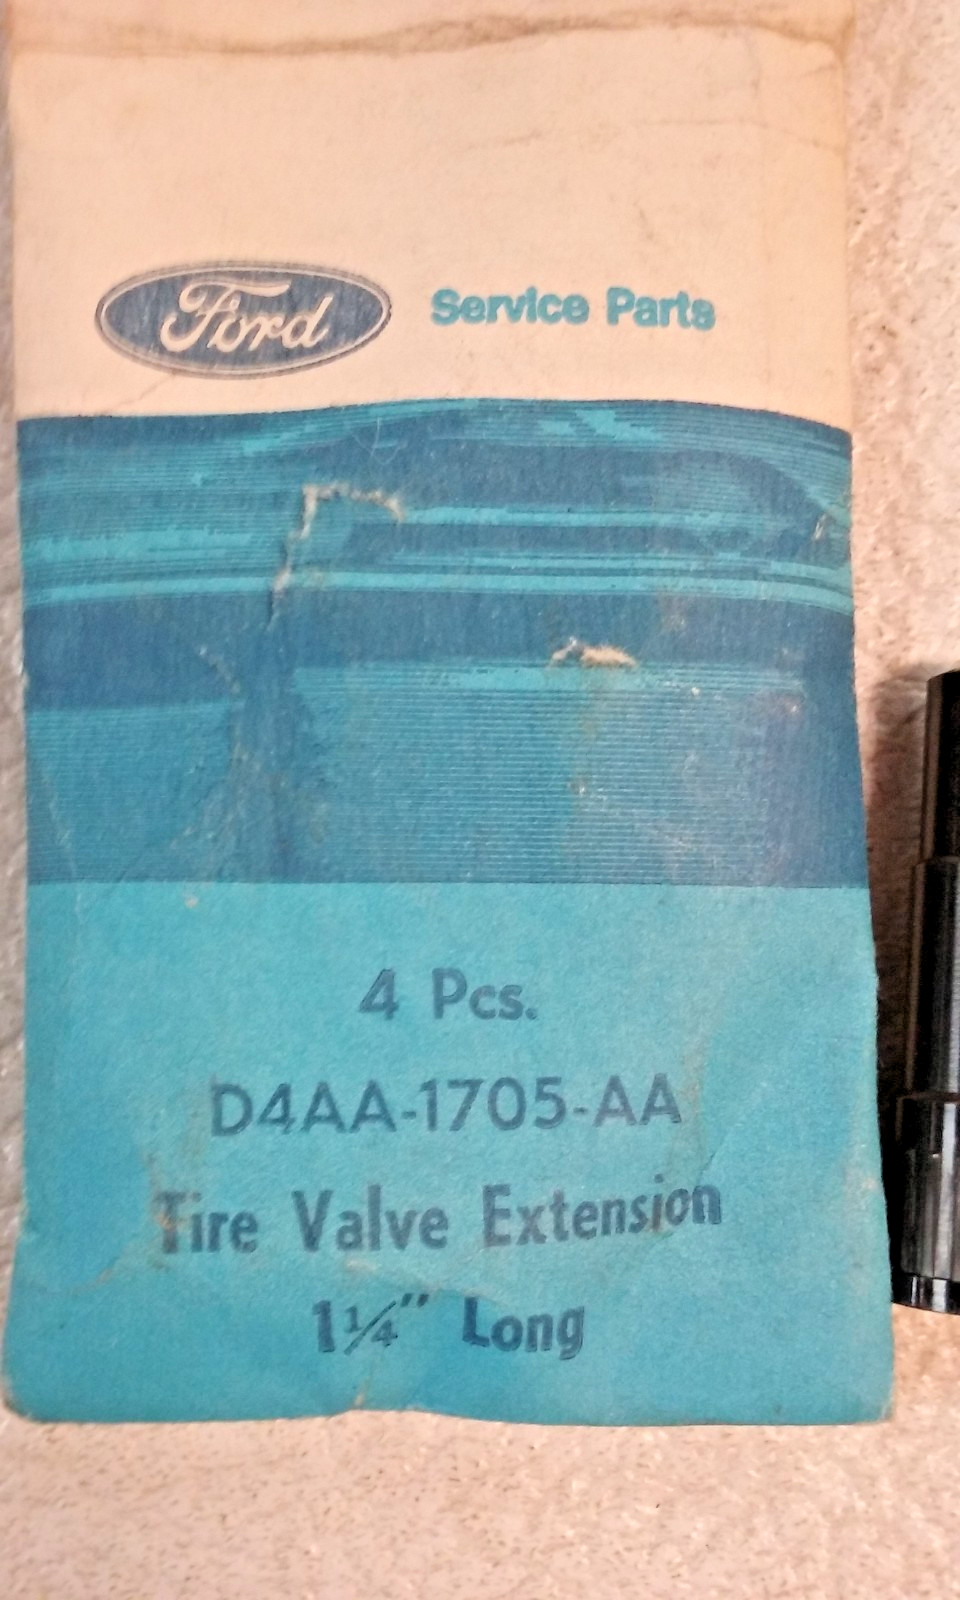 Ford Service Parts
4 Pcs.
D4AA-1705-AA
Tire Valve Extension
1¼" Long